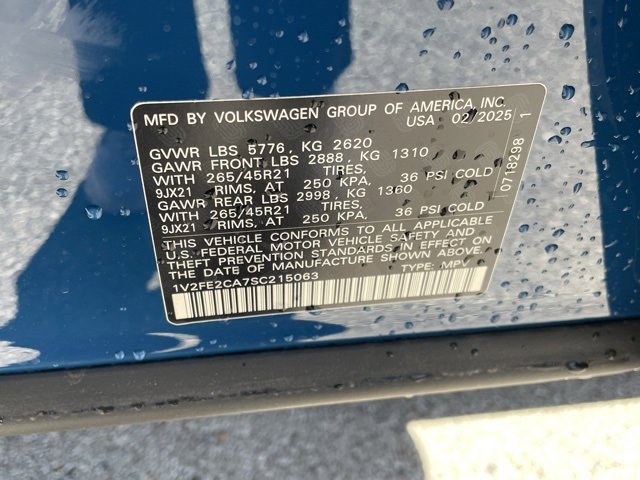 MFD BY VOLKSWAGEN GROUP OF AMERICA, INC.
USA 02/2025
GVWR LBS 5776, KG 2620
GAWR FRONT LBS 2888, KG 1310
WITH 265/45R21 TIRES,
9JX21 RIMS, AT 250 KPA, 36 PSI COLD
GAWR REAR LBS 2998, KG 1360
WITH 265/45R21 TIRES,
9JX21 RIMS, AT 250 KPA, 36 PSI COLD
THIS VEHICLE CONFORMS TO ALL APPLICABLE
U.S. FEDERAL MOTOR VEHICLE SAFETY AND
THEFT PREVENTION STANDARDS IN EFFECT ON
THE DATE OF MANUFACTURE SHOWN ABOVE
1V2FE2CA7SC215063 TYPE: MPV
0718298 1